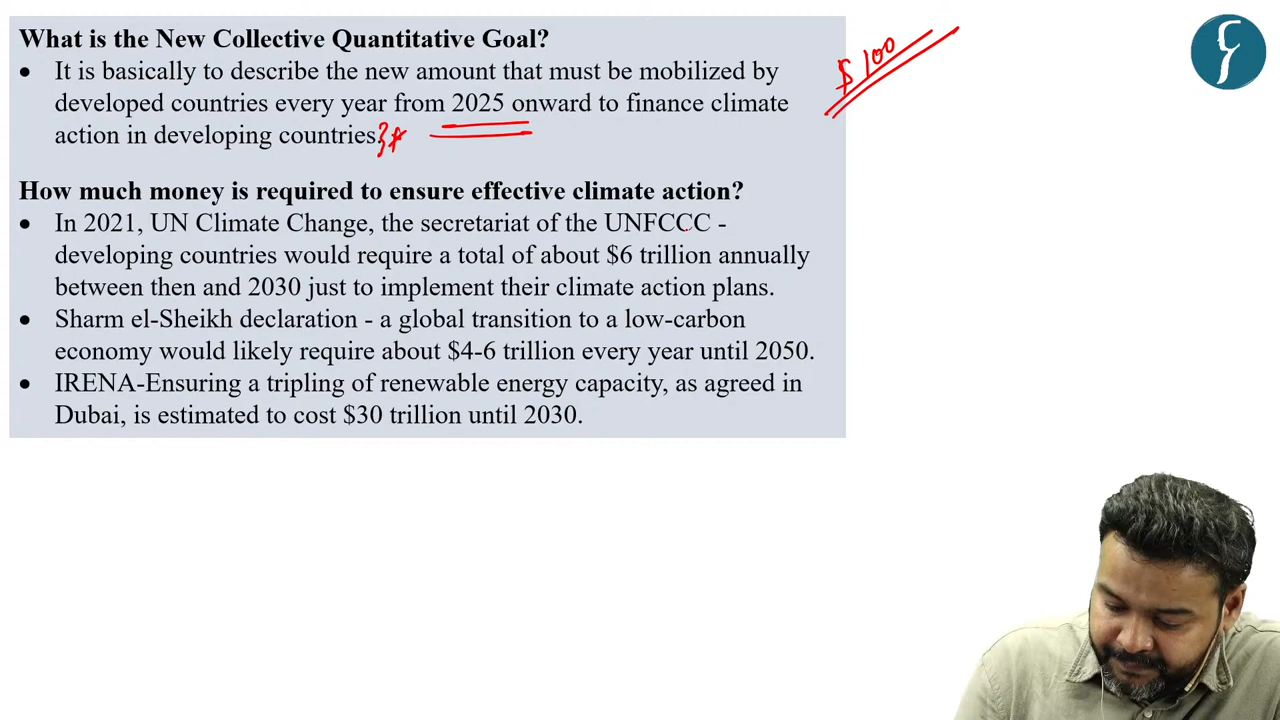 What is the New Collective Quantitative Goal?
• It is basically to describe the new amount that must be mobilized by
developed countries every year from 2025 onward to finance climate
action in developing countries.
$100
How much money is required to ensure effective climate action?
• In 2021, UN Climate Change, the secretariat of the UNFCCC -
developing countries would require a total of about $6 trillion annually
between then and 2030 just to implement their climate action plans.
• Sharm el-Sheikh declaration - a global transition to a low-carbon
economy would likely require about $4-6 trillion every year until 2050.
• IRENA-Ensuring a tripling of renewable energy capacity, as agreed in
Dubai, is estimated to cost $30 trillion until 2030.